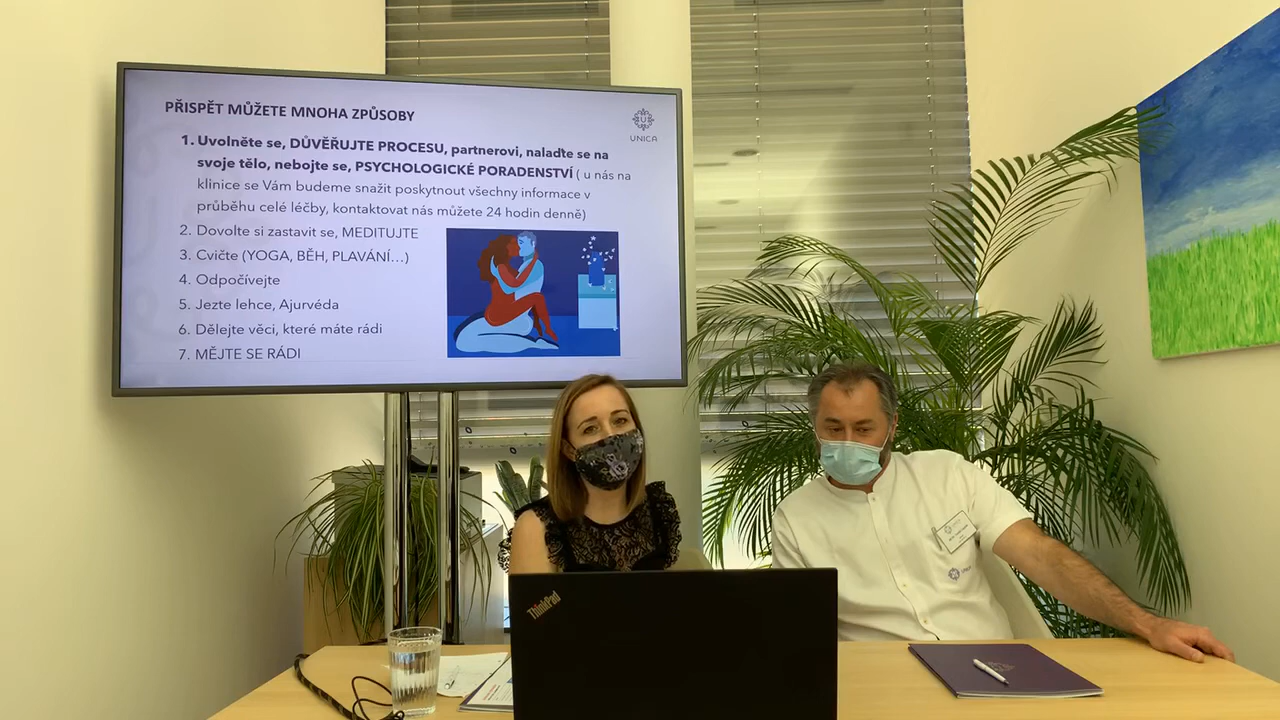 PŘISPĚT MŮŽETE MNOHA ZPŮSOBY
UNICA
1. Uvolněte se, DŮVĚŘUJTE PROCESU, partnerovi, nalaďte se na
svoje tělo, nebojte se, PSYCHOLOGICKÉ PORADENSTVÍ ( u nás na
klinice se Vám budeme snažit poskytnout všechny informace v
průběhu celé léčby, kontaktovat nás můžete 24 hodin denně)
2. Dovolte si zastavit se, MEDITUJTE
3. Cvičte (YOGA, BĚH, PLAVÁNÍ...)
4. Odpočívejte
5. Jezte lehce, Ajurvéda
6. Dělejte věci, které máte rádi
7. MĚJTE SE RÁDI
ThinkPad
UNICA